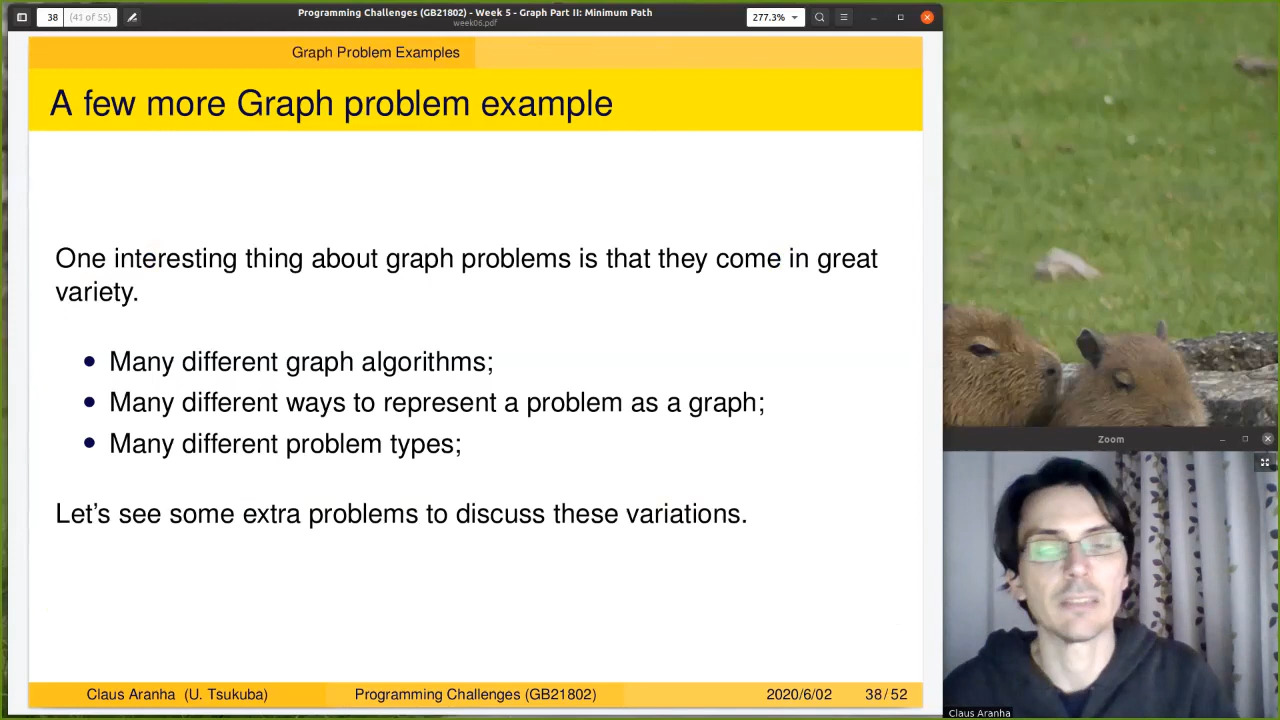 38
(41 of 55)
Programming Challenges (GB21802) - Week 5 - Graph Part II: Minimum Path
week06.pdf
277.3%
Graph Problem Examples
A few more Graph problem example
One interesting thing about graph problems is that they come in great
variety.
Many different graph algorithms;
Many different ways to represent a problem as a graph;
Many different problem types;
Let's see some extra problems to discuss these variations.
Claus Aranha (U. Tsukuba)
Programming Challenges (GB21802)
2020/6/02
38/52
Zoom
Claus Aranha